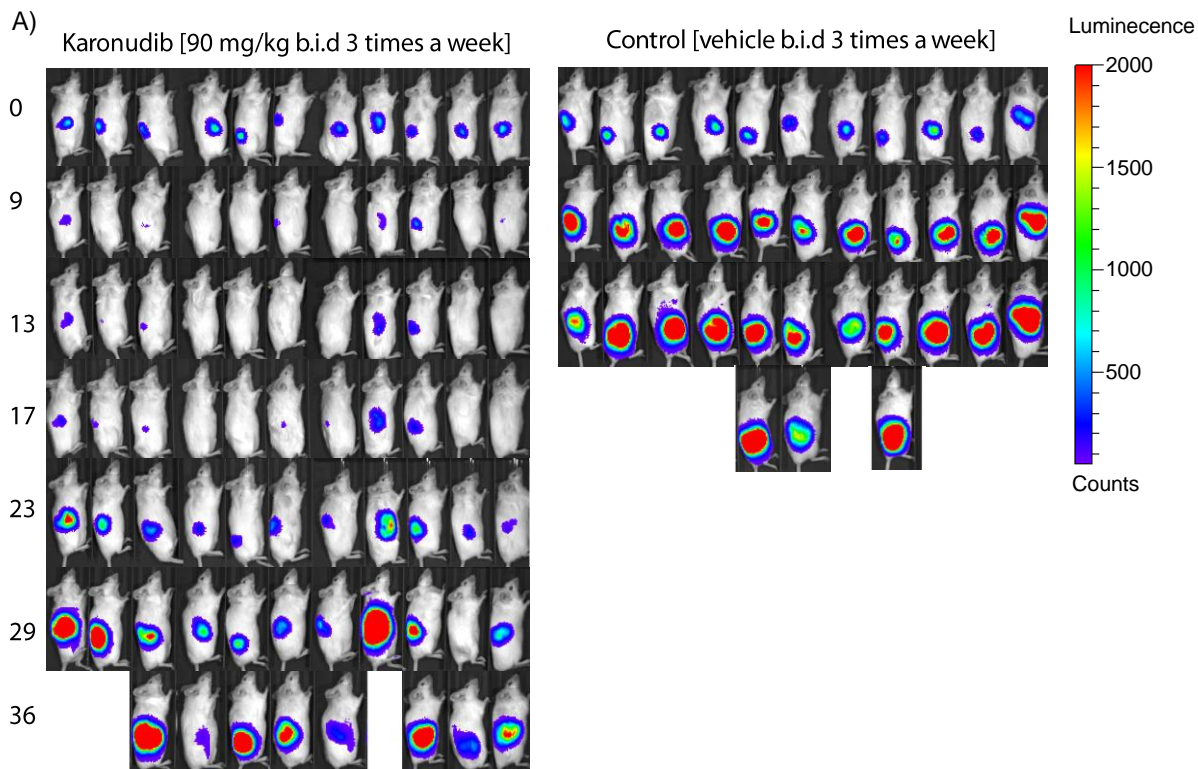 A)
Karonudib [90 mg/kg b.i.d 3 times a week]
Control [vehicle b.i.d 3 times a week]
Luminecence
0
9
13
17
23
29
36
2000
1500
1000
500
Counts